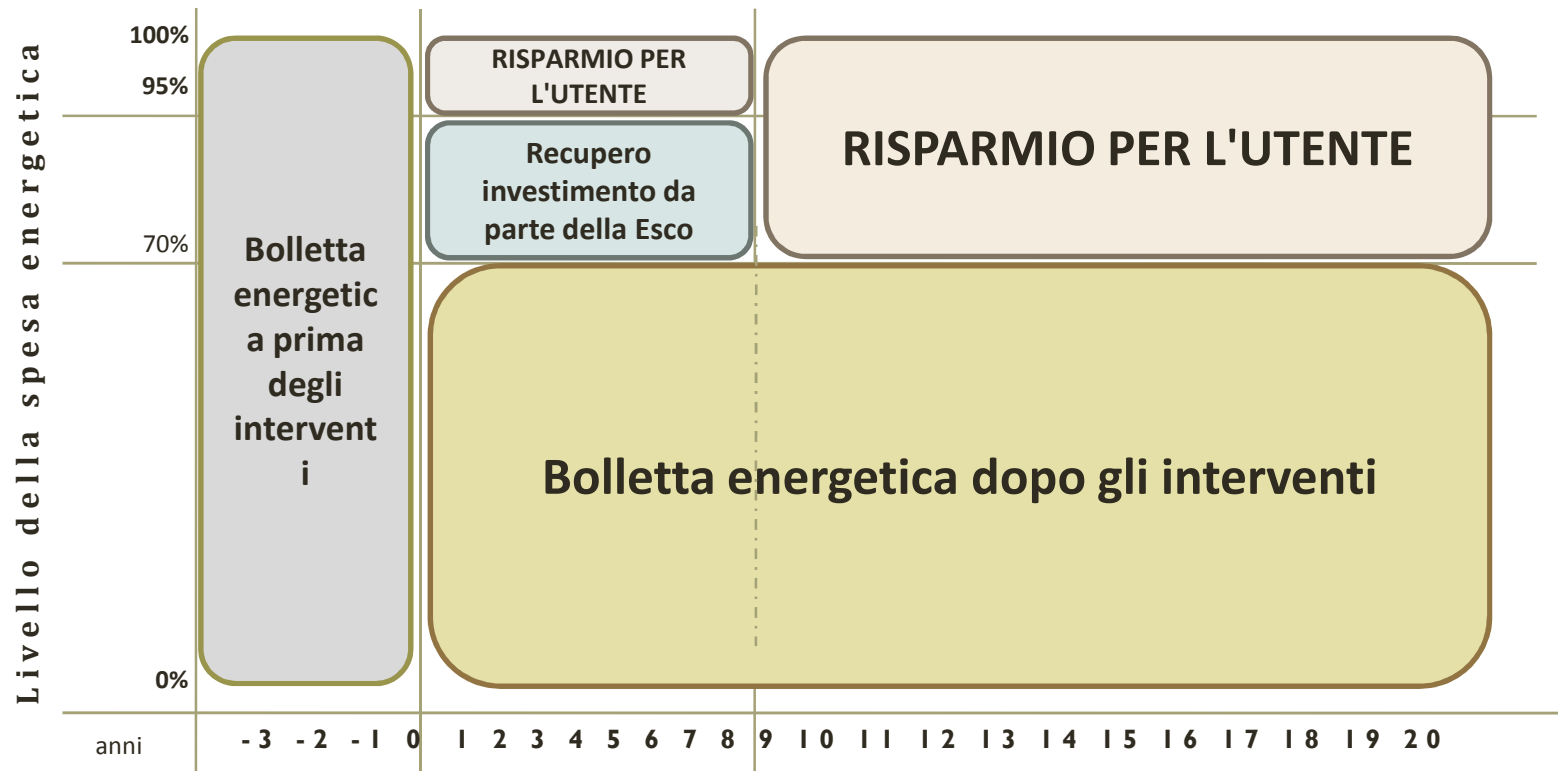 Livello della spesa energetica
100%
95%
70%
0%
Bolletta
energetic
a prima
degli
intervent
i
RISPARMIO PER
L'UTENTE
Recupero
investimento da
parte della Esco
RISPARMIO PER L'UTENTE
Bolletta energetica dopo gli interventi
anni -3 -2 -1 0 1 2 3 4 5 6 7 8 9 10 11 12 13 14 15 16 17 18 19 20